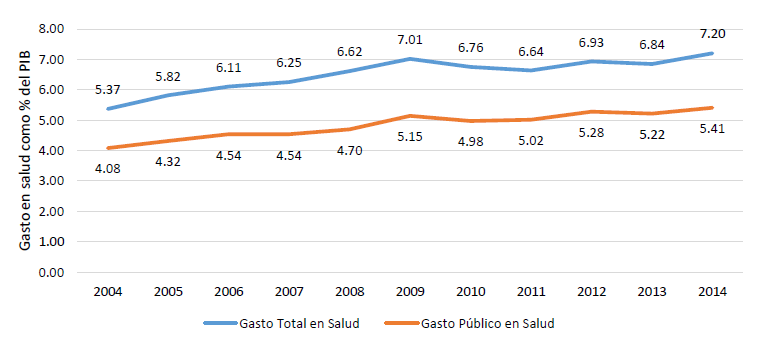 Gasto en salud como % del PIB
8.00
7.00
6.00
5.00
4.00
3.00
2.00
1.00
0.00
5.37 5.82 6.11 6.25 6.62 7.01 6.76 6.64 6.93 6.84 7.20
4.08 4.32 4.54 4.54 4.70 5.15 4.98 5.02 5.28 5.22 5.41
2004 2005 2006 2007 2008 2009 2010 2011 2012 2013 2014
Gasto Total en Salud Gasto Público en Salud